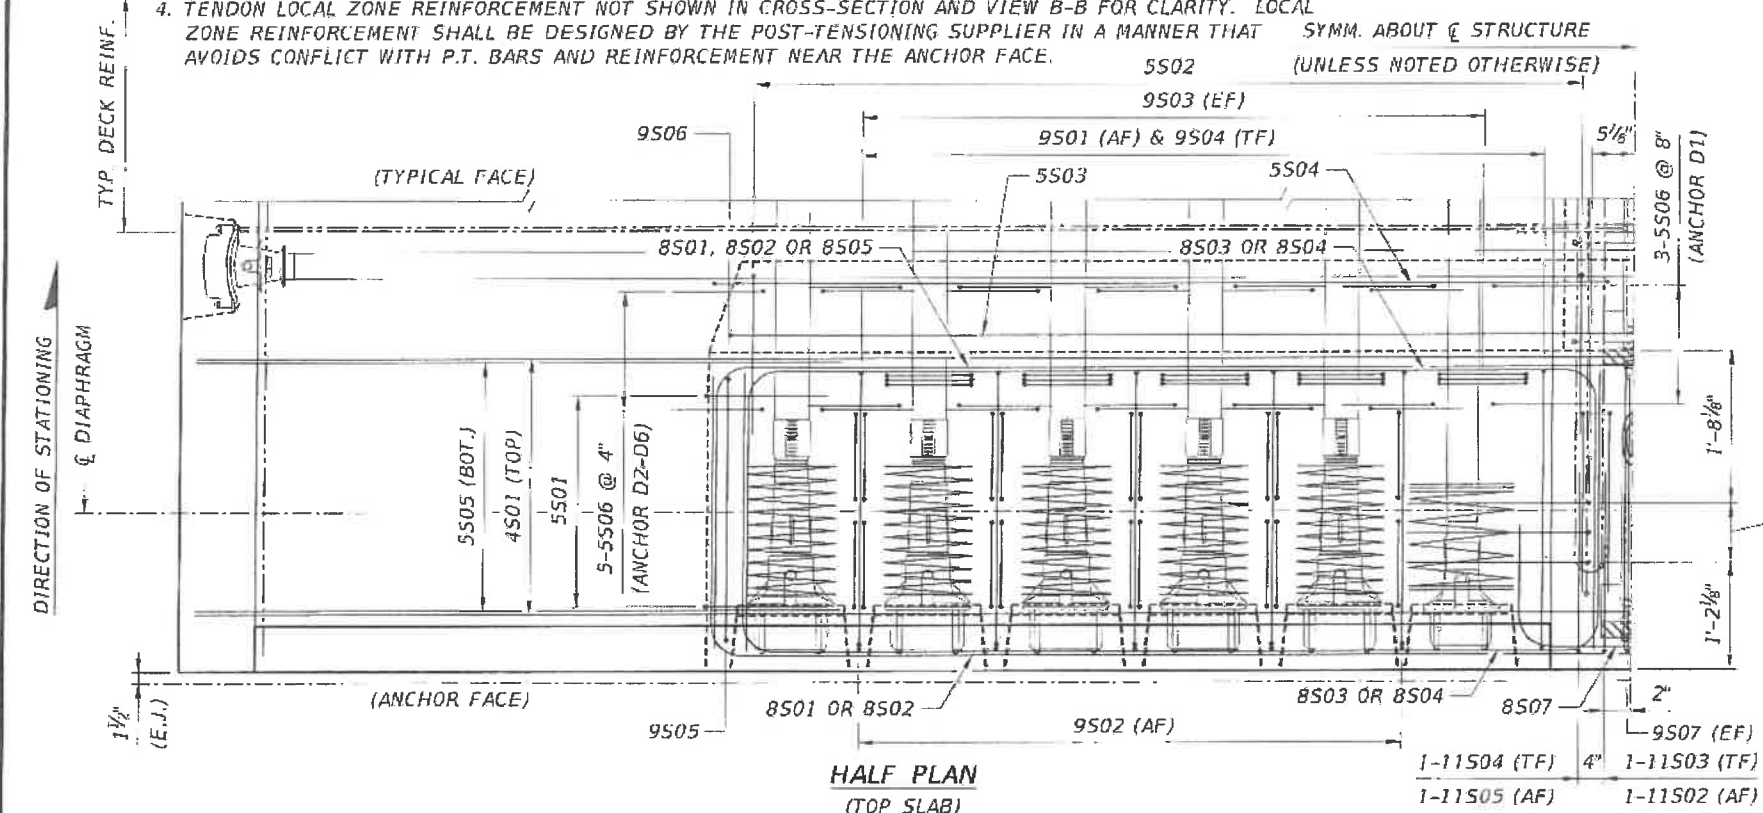 4. TENDON LOCAL ZONE REINFORCEMENT NOT SHOWN IN CROSS-SECTION AND VIEW B-B FOR CLARITY. LOCAL
ZONE REINFORCEMENT SHALL BE DESIGNED BY THE POST-TENSIONING SUPPLIER IN A MANNER THAT
AVOIDS CONFLICT WITH P.T. BARS AND REINFORCEMENT NEAR THE ANCHOR FACE.
SYMM. ABOUT ℄ STRUCTURE
(UNLESS NOTED OTHERWISE)
TYP. DECK REINF.
5S02
9S03 (EF)
9S06
9S01 (AF) & 9S04 (TF)
5⅞"
(TYPICAL FACE)
5S03
5S04
3-5S06 @ 8"
(ANCHOR D1)
8S01, 8S02 OR 8S05
8S03 OR 8S04
DIRECTION OF STATIONING
℄ DIAPHRAGM
5S05 (BOT.)
4S01 (TOP)
5S01
5-5S06 @ 4"
(ANCHOR D2-D6)
1'-8⅛"
1'-2⅛"
1½"
(E.J.)
(ANCHOR FACE)
8S01 OR 8S02
8S03 OR 8S04
8S07
2"
9S05
9S02 (AF)
9S07 (EF)
1-11S04 (TF)
4"
1-11S03 (TF)
1-11S05 (AF)
1-11S02 (AF)
HALF PLAN
(TOP SLAB)